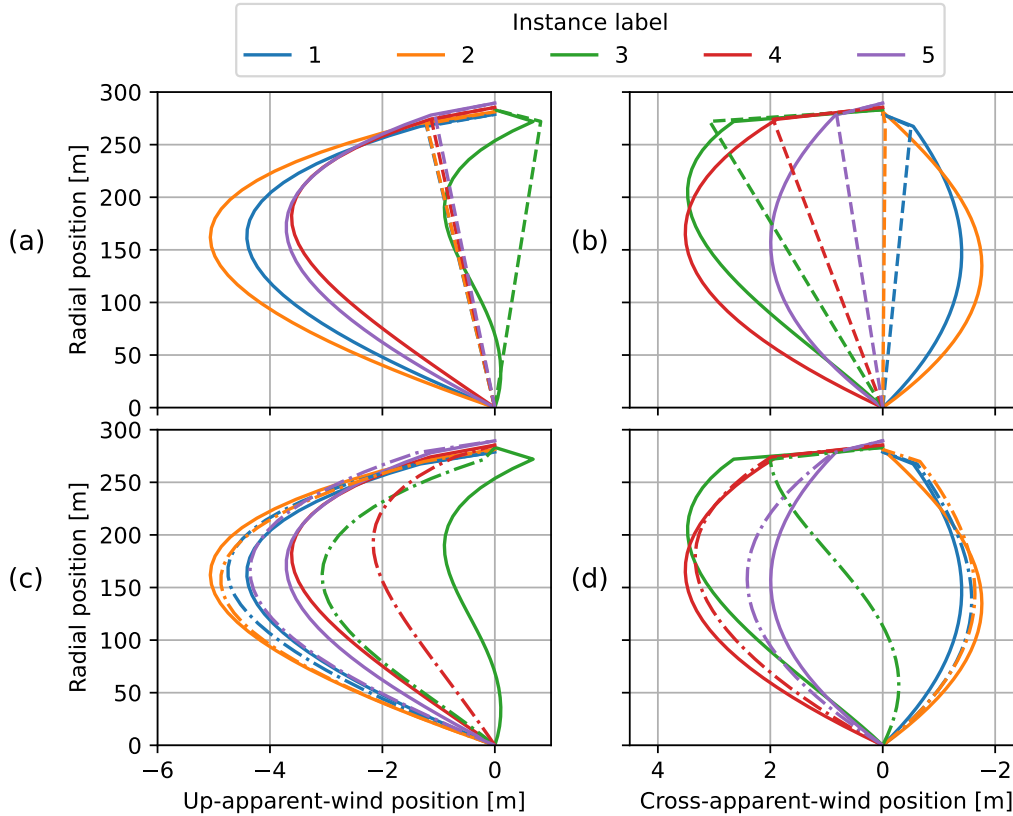 Instance label
1 2 3 4 5
300
250
200
150
100
50
0
Radial position [m]
(a)
(b)
300
250
200
150
100
50
0
Radial position [m]
(c)
(d)
−6 −4 −2 0
4 2 0 −2
Up-apparent-wind position [m]
Cross-apparent-wind position [m]